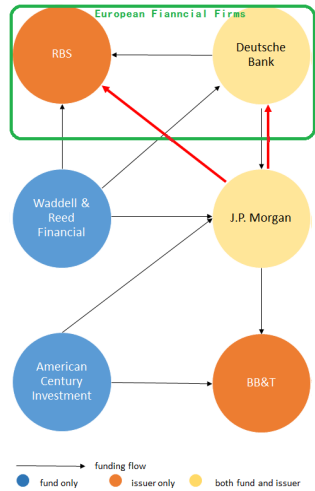 European Fianncial Firms
RBS
Deutsche
Bank
Waddell &
Reed
Financial
J.P. Morgan
American
Century
Investment
BB&T
funding flow
fund only
issuer only
both fund and issuer